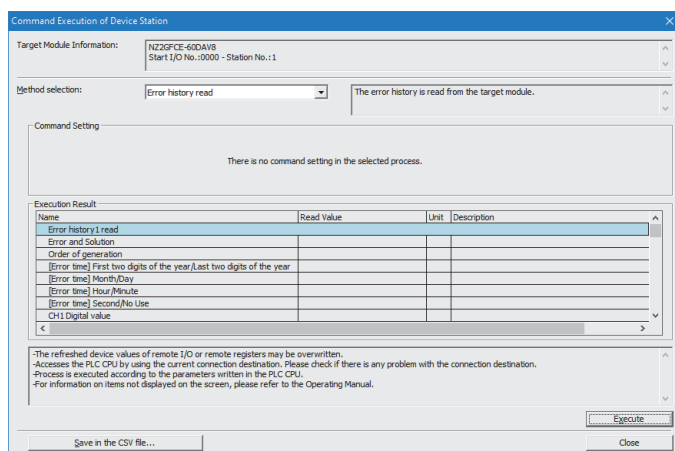 Command Execution of Device Station
Target Module Information:
NZ2GFCE-60DAV8
Start I/O No.:0000 - Station No.:1
Method selection:
Error history read
The error history is read from the target module.
Command Setting
There is no command setting in the selected process.
Execution Result
Name Read Value Unit Description
Error history1 read
Error and Solution
Order of generation
[Error time] First two digits of the year/Last two digits of the year
[Error time] Month/Day
[Error time] Hour/Minute
[Error time] Second/No Use
CH1 Digital value
-The refreshed device values of remote I/O or remote registers may be overwritten.
-Accesses the PLC CPU by using the current connection destination. Please check if there is any problem with the connection destination.
-Process is executed according to the parameters written in the PLC CPU.
-For information on items not displayed on the screen, please refer to the Operating Manual.
Execute
Save in the CSV file... Close